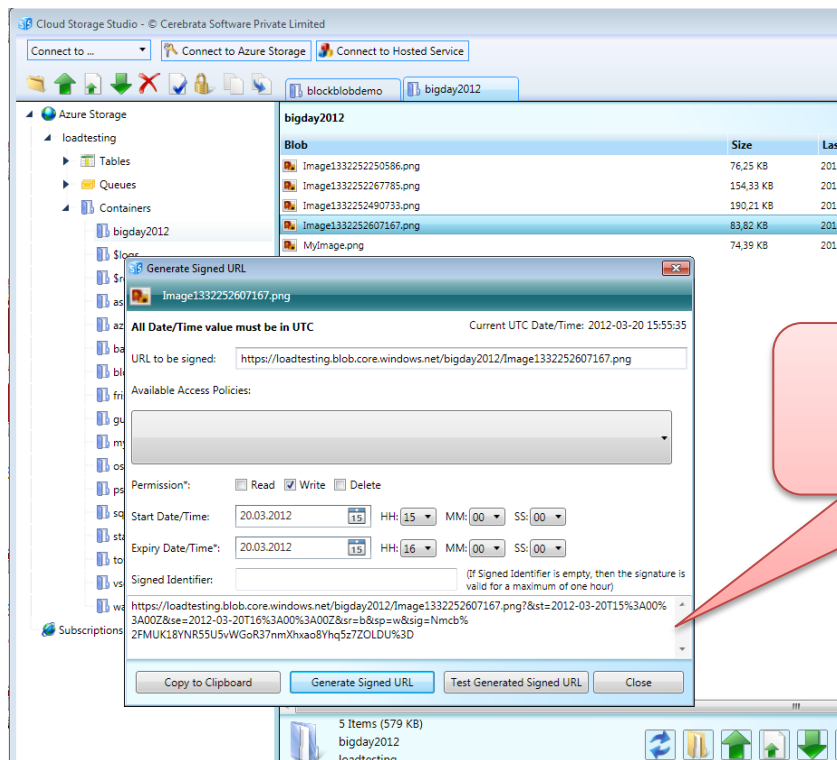 Cloud Storage Studio - © Cerebrata Software Private Limited
Connect to ... Connect to Azure Storage Connect to Hosted Service
blockblobdemo bigday2012
Azure Storage
loadtesting
Tables
Queues
Containers
bigday2012
$logs
bigday2012
Blob Size Las
Image1332252250586.png 76,25 KB 201
Image1332252267785.png 154,33 KB 201
Image1332252490733.png 190,21 KB 201
Image1332252607167.png 83,82 KB 201
MyImage.png 74,39 KB 201
Generate Signed URL
Image1332252607167.png
All Date/Time value must be in UTC Current UTC Date/Time: 2012-03-20 15:55:35
URL to be signed: https://loadtesting.blob.core.windows.net/bigday2012/Image1332252607167.png
Available Access Policies:
Permission*: Read Write Delete
Start Date/Time: 20.03.2012 15 HH: 15 MM: 00 SS: 00
Expiry Date/Time*: 20.03.2012 15 HH: 16 MM: 00 SS: 00
Signed Identifier: (If Signed Identifier is empty, then the signature is
valid for a maximum of one hour)
https://loadtesting.blob.core.windows.net/bigday2012/Image1332252607167.png?&st=2012-03-20T15%3A00%
3A00Z&se=2012-03-20T16%3A00%3A00Z&sr=b&sp=w&sig=Nmcb%
2FMUK18YNR55U5vWGoR37nmXhxao8Yhq5z7ZOLDU%3D
Copy to Clipboard Generate Signed URL Test Generated Signed URL Close
Subscriptions
5 Items (579 KB)
bigday2012
loadtesting